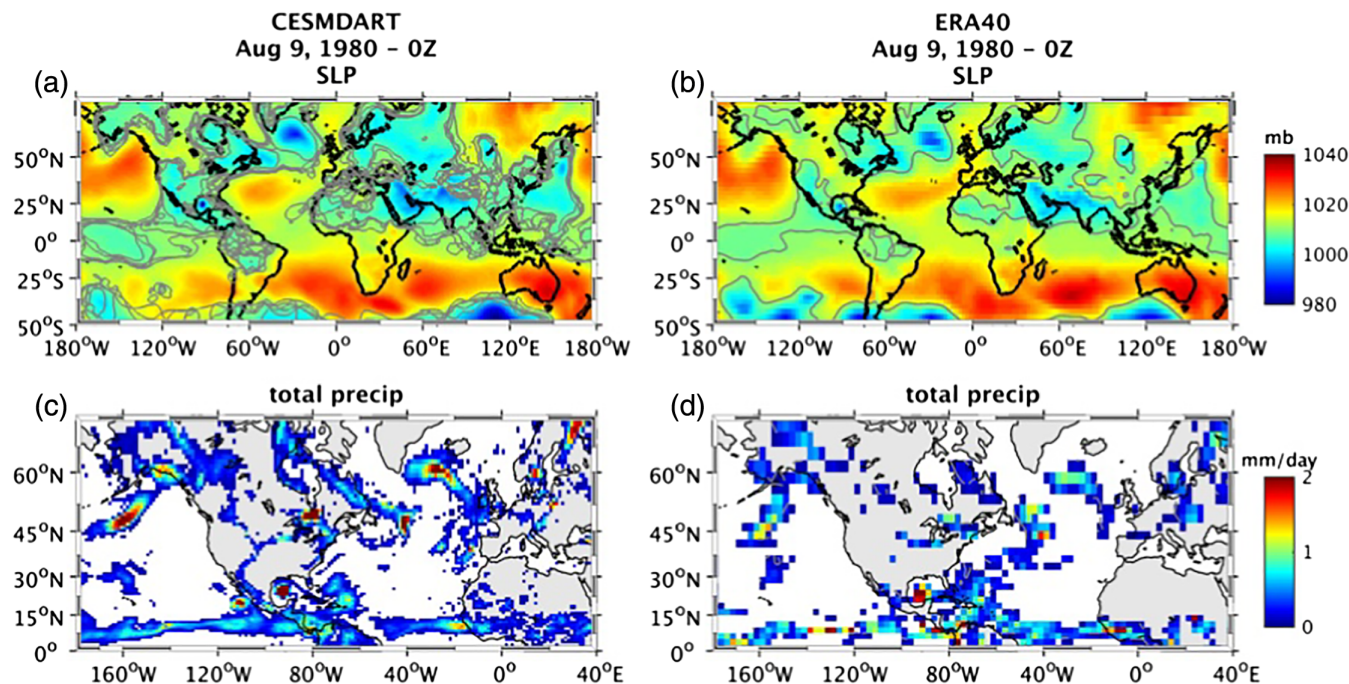 CESMDART
Aug 9, 1980 – 0Z
SLP
(a)
50°N
25°N
0°
25°S
50°S
180°W 120°W 60°W 0° 60°E 120°E 180°W
ERA40
Aug 9, 1980 – 0Z
SLP
(b)
50°N
25°N
0°
25°S
50°S
180°W 120°W 60°W 0° 60°E 120°E 180°W
mb
1040
1020
1000
980
total precip
(c)
60°N
45°N
30°N
15°N
0°
160°W 120°W 80°W 40°W 0° 40°E
total precip
(d)
60°N
45°N
30°N
15°N
0°
160°W 120°W 80°W 40°W 0° 40°E
mm/day
2
1
0